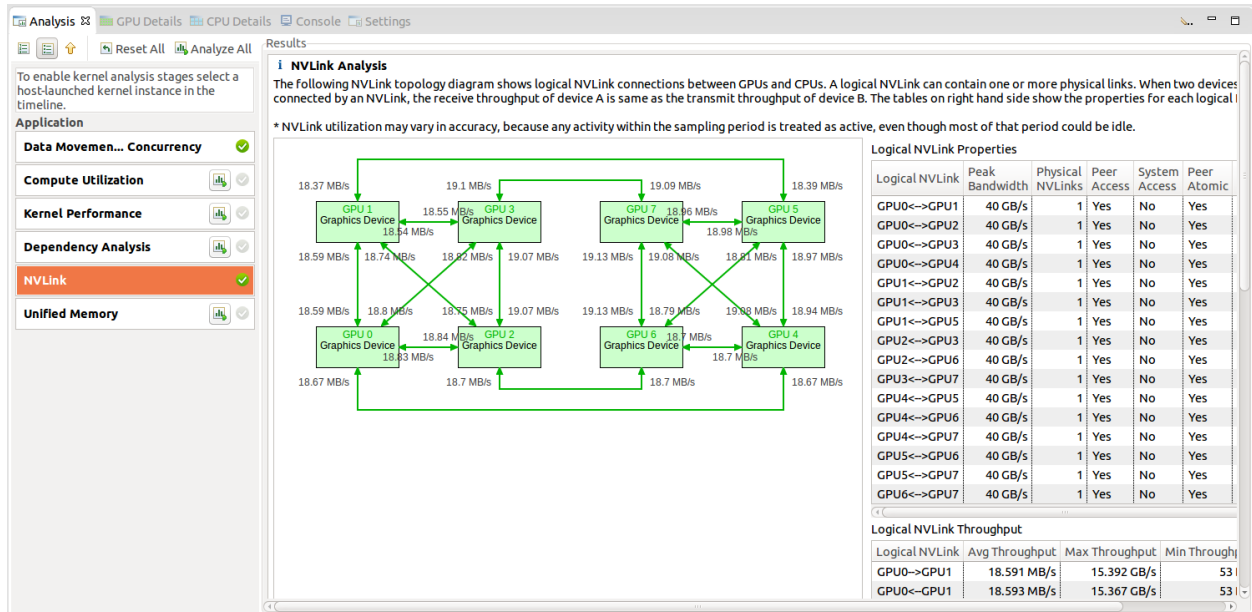 Analysis GPU Details CPU Details Console Settings
Reset All Analyze All
To enable kernel analysis stages select a
host-launched kernel instance in the
timeline.
Application
Data Movemen... Concurrency
Compute Utilization
Kernel Performance
Dependency Analysis
NVLink
Unified Memory
Results
i NVLink Analysis
The following NVLink topology diagram shows logical NVLink connections between GPUs and CPUs. A logical NVLink can contain one or more physical links. When two devices
connected by an NVLink, the receive throughput of device A is same as the transmit throughput of device B. The tables on right hand side show the properties for each logical
* NVLink utilization may vary in accuracy, because any activity within the sampling period is treated as active, even though most of that period could be idle.
18.37 MB/s 19.1 MB/s 19.09 MB/s 18.39 MB/s
GPU 1 18.55 MB/s GPU 3 GPU 7 18.96 MB/s GPU 5
Graphics Device Graphics Device Graphics Device Graphics Device
18.54 MB/s 18.98 MB/s
18.59 MB/s 18.74 MB/s 18.82 MB/s 19.07 MB/s 19.13 MB/s 19.08 MB/s 18.81 MB/s 18.97 MB/s
18.59 MB/s 18.8 MB/s 18.75 MB/s 19.07 MB/s 19.13 MB/s 18.79 MB/s 19.08 MB/s 18.94 MB/s
GPU 0 18.84 MB/s GPU 2 GPU 6 18.7 MB/s GPU 4
Graphics Device Graphics Device Graphics Device Graphics Device
18.83 MB/s 18.7 MB/s
18.67 MB/s 18.7 MB/s 18.7 MB/s 18.67 MB/s
Logical NVLink Properties
Logical NVLink Peak Bandwidth Physical NVLinks Peer Access System Access Peer Atomic
GPU0<-->GPU1 40 GB/s 1 Yes No Yes
GPU0<-->GPU2 40 GB/s 1 Yes No Yes
GPU0<-->GPU3 40 GB/s 1 Yes No Yes
GPU0<-->GPU4 40 GB/s 1 Yes No Yes
GPU1<-->GPU2 40 GB/s 1 Yes No Yes
GPU1<-->GPU3 40 GB/s 1 Yes No Yes
GPU1<-->GPU5 40 GB/s 1 Yes No Yes
GPU2<-->GPU3 40 GB/s 1 Yes No Yes
GPU2<-->GPU6 40 GB/s 1 Yes No Yes
GPU3<-->GPU7 40 GB/s 1 Yes No Yes
GPU4<-->GPU5 40 GB/s 1 Yes No Yes
GPU4<-->GPU6 40 GB/s 1 Yes No Yes
GPU4<-->GPU7 40 GB/s 1 Yes No Yes
GPU5<-->GPU6 40 GB/s 1 Yes No Yes
GPU5<-->GPU7 40 GB/s 1 Yes No Yes
GPU6<-->GPU7 40 GB/s 1 Yes No Yes
Logical NVLink Throughput
Logical NVLink Avg Throughput Max Throughput Min Through
GPU0-->GPU1 18.591 MB/s 15.392 GB/s 53
GPU0<--GPU1 18.593 MB/s 15.367 GB/s 53